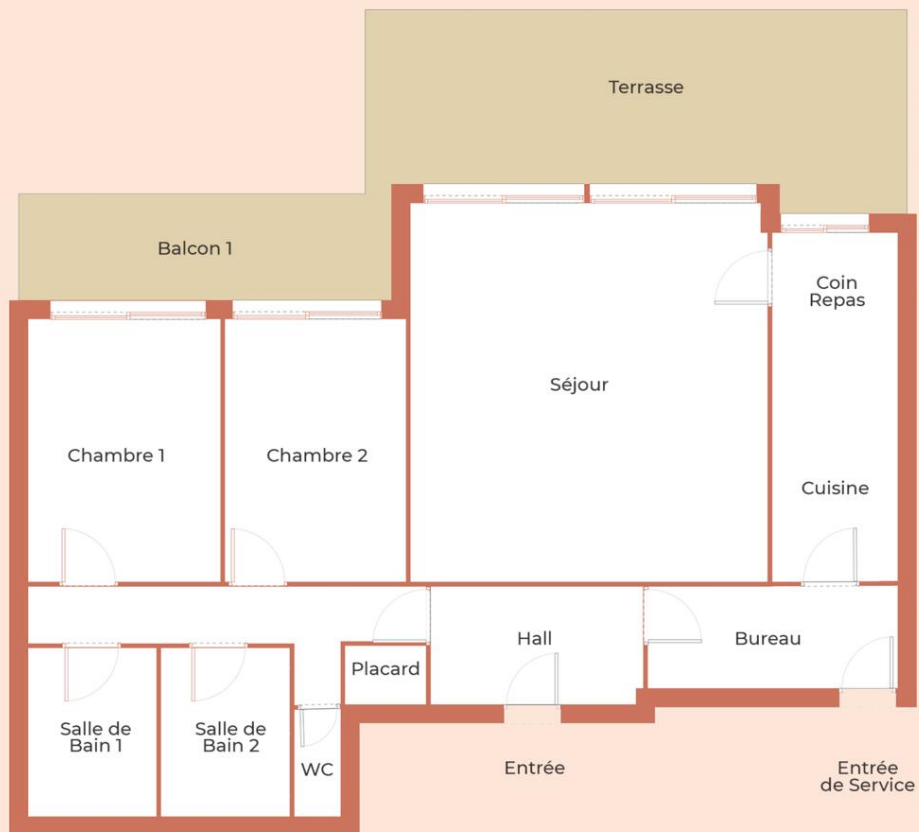 Terrasse
Balcon 1
Coin
Repas
Séjour
Chambre 1
Chambre 2
Cuisine
Hall
Bureau
Placard
Salle de
Bain 1
Salle de
Bain 2
WC
Entrée
Entrée
de Service